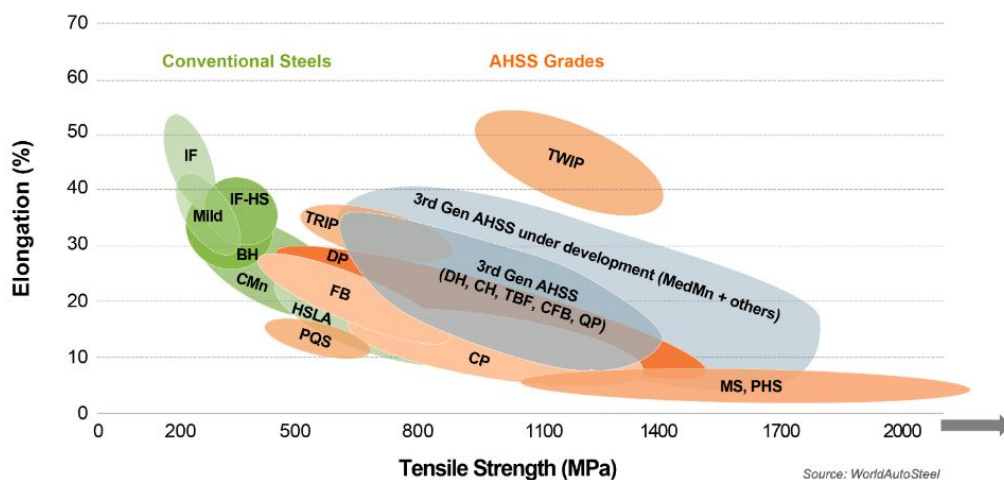 70
Conventional Steels
AHSS Grades
60
50
40
30
20
10
0
Elongation (%)
IF
Mild
IF-HS
BH
CMn
HSLA
PQS
FB
DP
TRIP
TWIP
3rd Gen AHSS under development (MedMn + others)
3rd Gen AHSS
(DH, CH, TBF, CFB, QP)
CP
MS, PHS
0 200 500 800 1100 1400 1700 2000
Tensile Strength (MPa)
Source: WorldAutoSteel